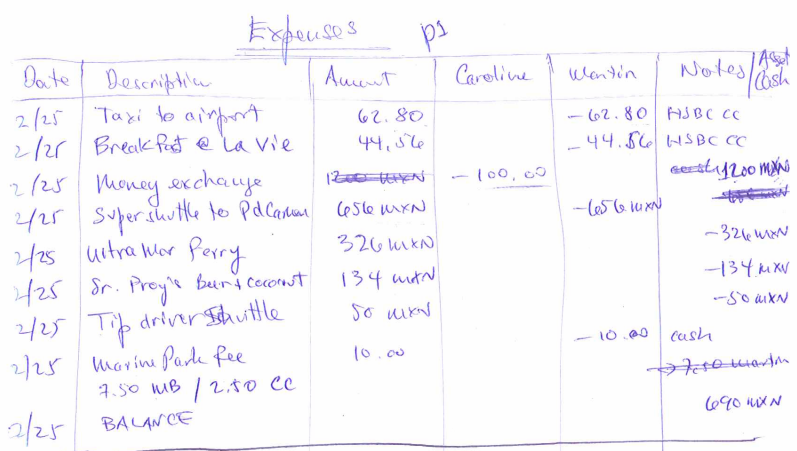 Expenses p1
Date Description Amount Caroline Martin Notes/Asset Cash
2/25 Taxi to airport 62.80 -62.80 HSBC CC
2/25 Breakfast @ La Vie 44.56 -44.56 HSBC CC
2/25 Money exchange 1200 MXN -100.00 cash 1200 MXN
2/25 Supershuttle to PdCarmen 656 MXN -656 MXN
2/25 Ultra Mar Ferry 326 MXN -326 MXN
2/25 Sr. Frog's Beer + coconut 134 MXN -134 MXN
2/25 Tip driver Shuttle 50 MXN -50 MXN
2/25 Marine Park fee 10.00 -10.00 cash
7.50 MB / 2.50 CC → 7.50 Martin
2/25 BALANCE 690 MXN